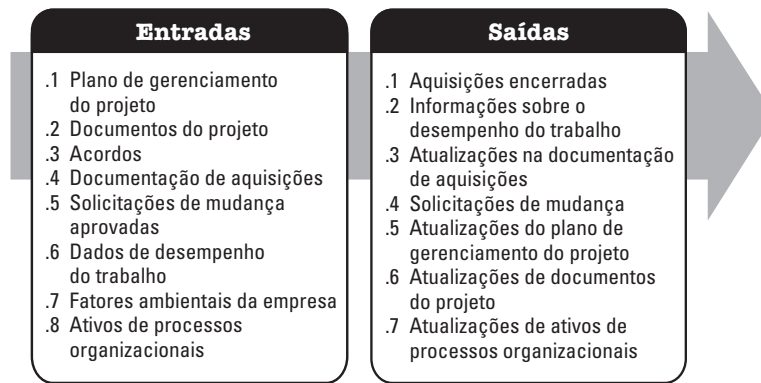 Entradas
.1 Plano de gerenciamento
do projeto
.2 Documentos do projeto
.3 Acordos
.4 Documentação de aquisições
.5 Solicitações de mudança
aprovadas
.6 Dados de desempenho
do trabalho
.7 Fatores ambientais da empresa
.8 Ativos de processos
organizacionais
Saídas
.1 Aquisições encerradas
.2 Informações sobre o
desempenho do trabalho
.3 Atualizações na documentação
de aquisições
.4 Solicitações de mudança
.5 Atualizações do plano de
gerenciamento do projeto
.6 Atualizações de documentos
do projeto
.7 Atualizações de ativos de
processos organizacionais